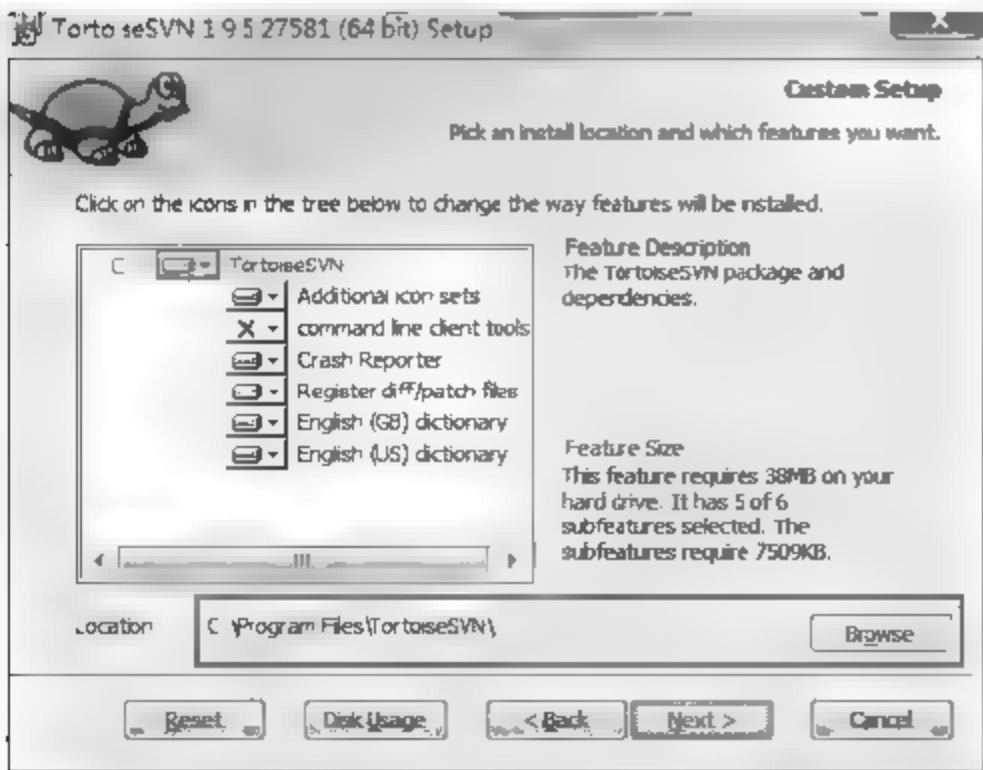 TortoiseSVN 1.9.5.27581 (64 bit) Setup
Custom Setup
Pick an install location and which features you want.
Click on the icons in the tree below to change the way features will be installed.
TortoiseSVN
Additional icon sets
command line client tools
Crash Reporter
Register diff/patch files
English (GB) dictionary
English (US) dictionary
Feature Description
The TortoiseSVN package and
dependencies.
Feature Size
This feature requires 38MB on your
hard drive. It has 5 of 6
subfeatures selected. The
subfeatures require 7509KB.
Location
C:\Program Files\TortoiseSVN\
Browse
Reset
Disk Usage
< Back
Next >
Cancel